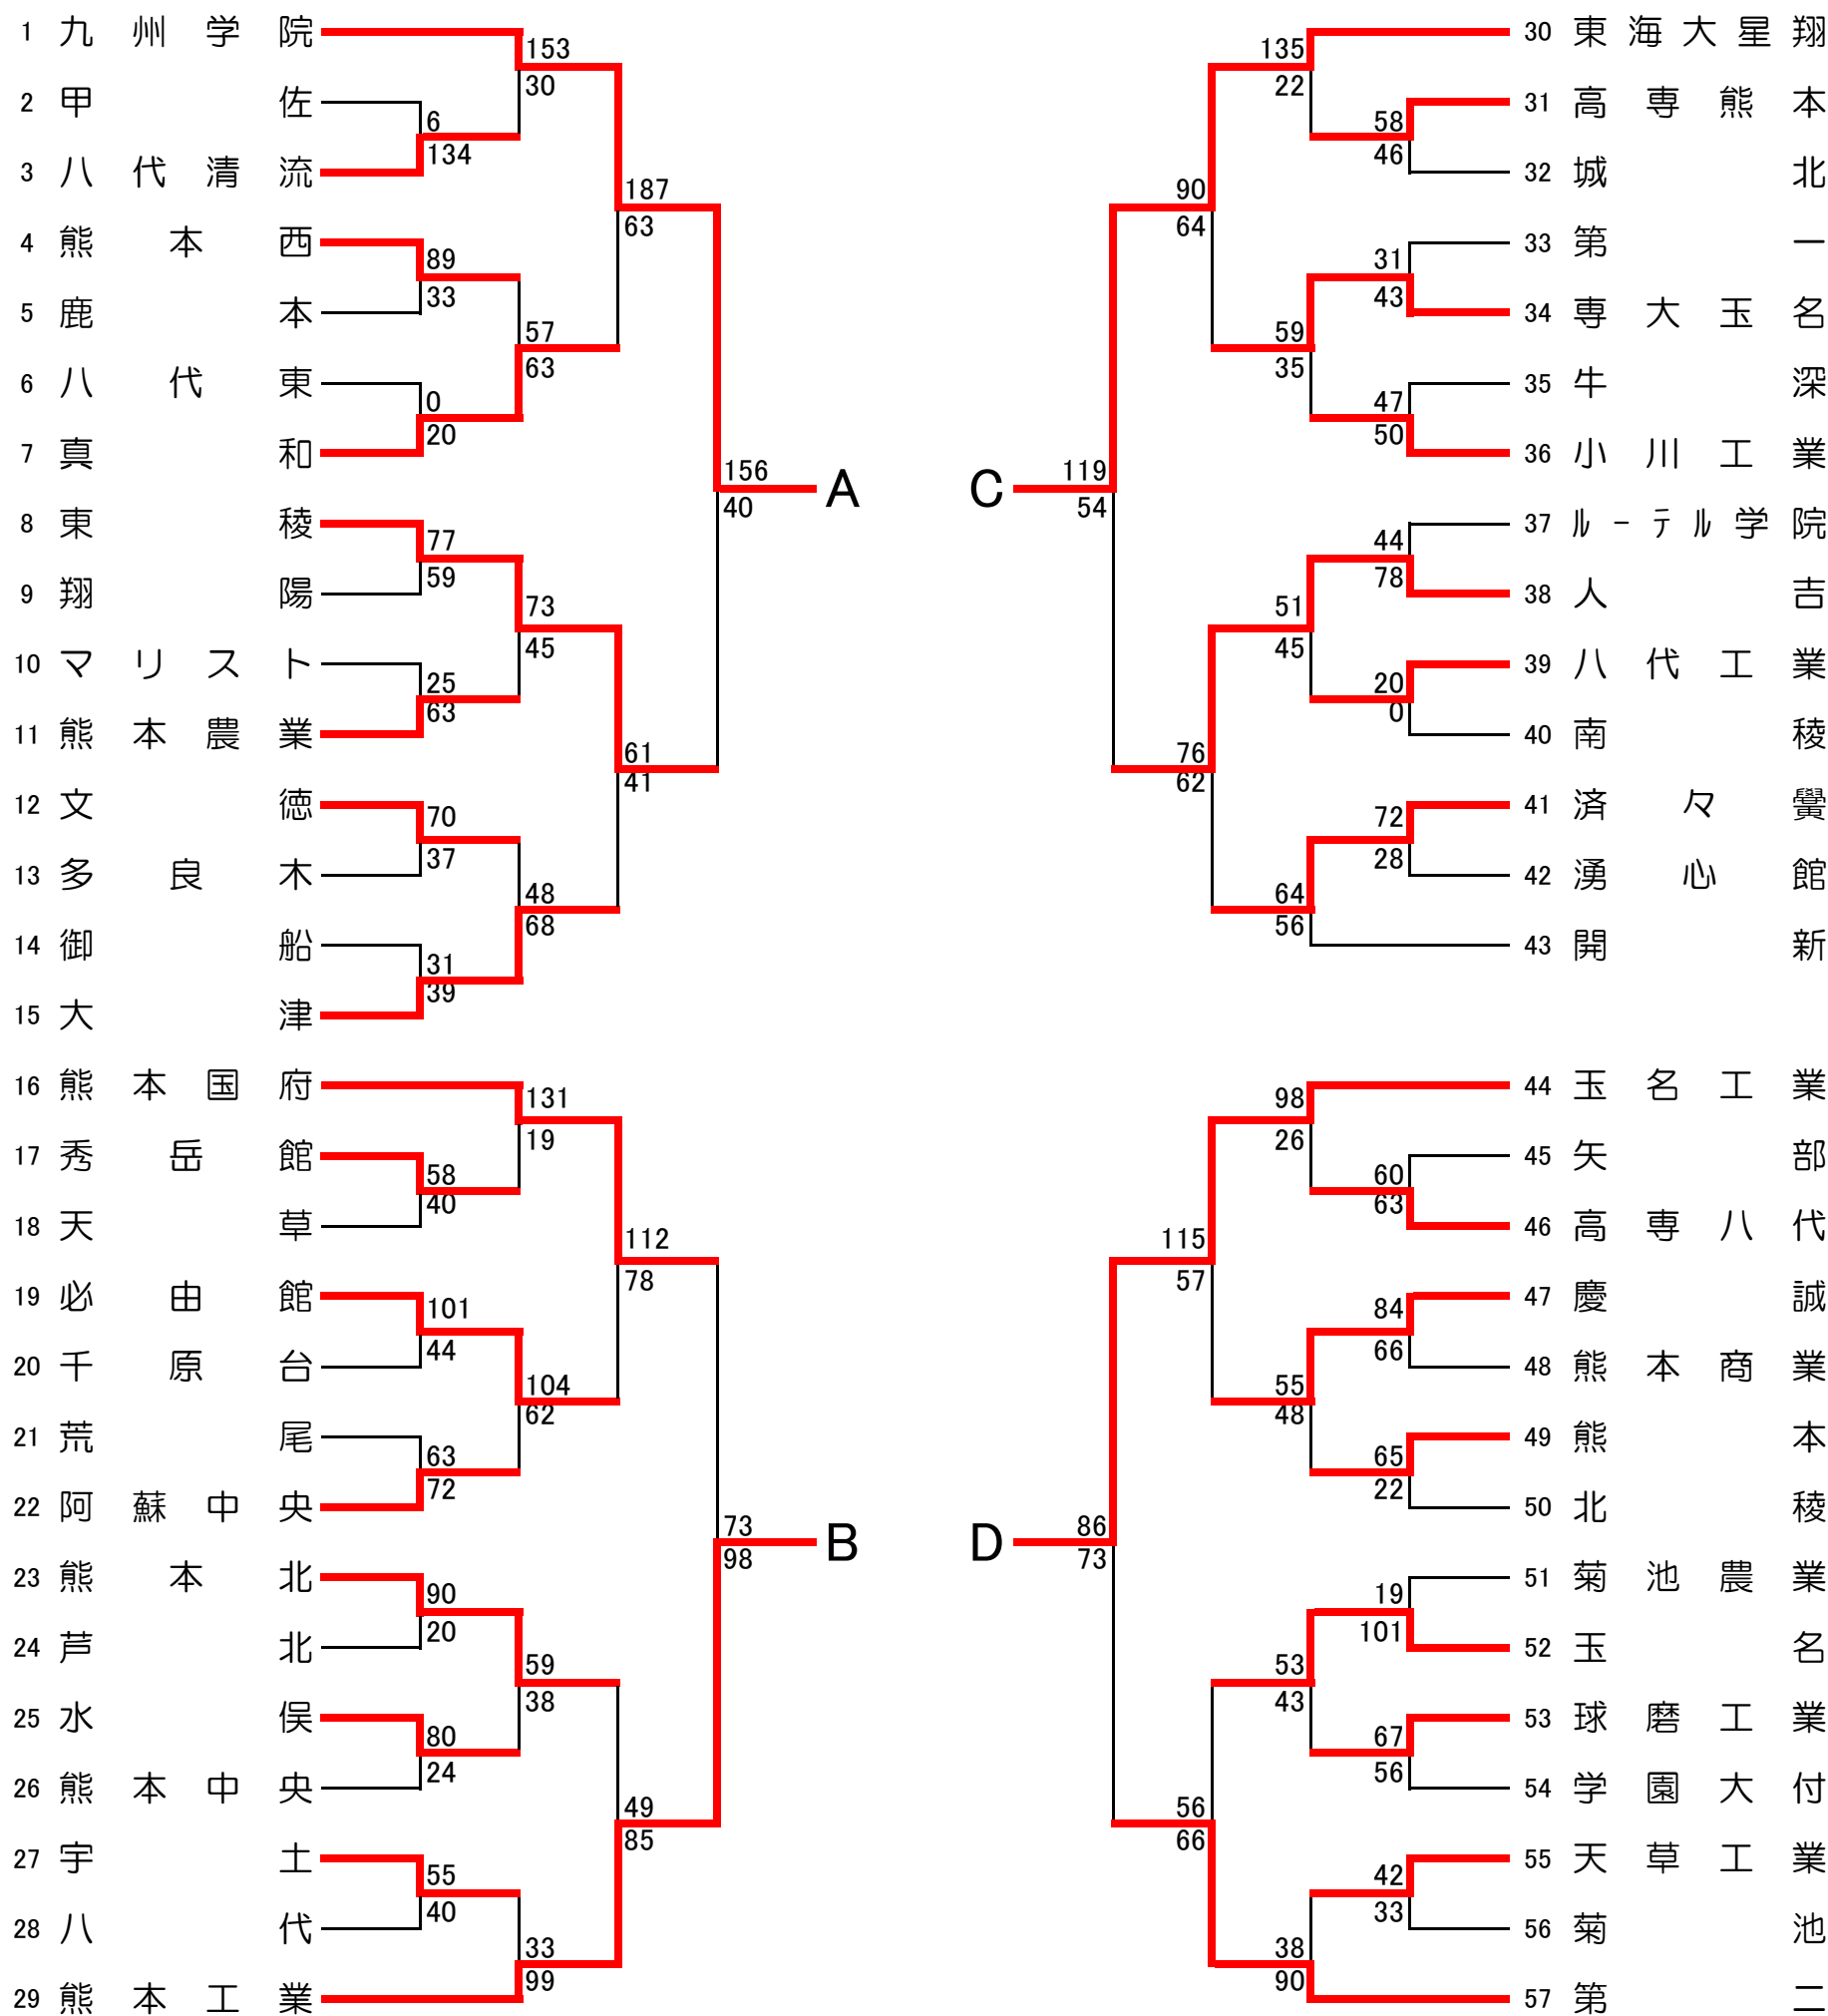 1 九州学院
153
30
2 甲佐
6
134
3 八代清流
187
63
4 熊本西
89
33
5 鹿本
57
63
6 八代東
0
20
7 真和
156
40
A
8 東稜
77
59
9 翔陽
73
45
10 マリスト
25
63
11 熊本農業
61
41
12 文徳
70
37
13 多良木
48
68
14 御船
31
39
15 大津
16 熊本国府
131
19
17 秀岳館
58
40
18 天草
112
78
19 必由館
101
44
20 千原台
104
62
21 荒尾
63
72
22 阿蘇中央
73
98
B
23 熊本北
90
20
24 芦北
59
38
25 水俣
80
24
26 熊本中央
49
85
27 宇土
55
40
28 八代
33
99
29 熊本工業
30 東海大星翔
135
22
31 高専熊本
58
46
32 城北
90
64
33 第一
31
43
34 専大玉名
59
35
35 牛深
47
50
36 小川工業
119
54
C
37 ルーテル学院
44
78
38 人吉
51
45
39 八代工業
20
0
40 南稜
76
62
41 済々黌
72
28
42 湧心館
64
56
43 開新
44 玉名工業
98
26
45 矢部
60
63
46 高専八代
115
57
47 慶誠
84
66
48 熊本商業
55
48
49 熊本
65
22
50 北稜
86
73
D
51 菊池農業
19
101
52 玉名
53
43
53 球磨工業
67
56
54 学園大付
56
66
55 天草工業
42
33
56 菊池
38
90
57 第二